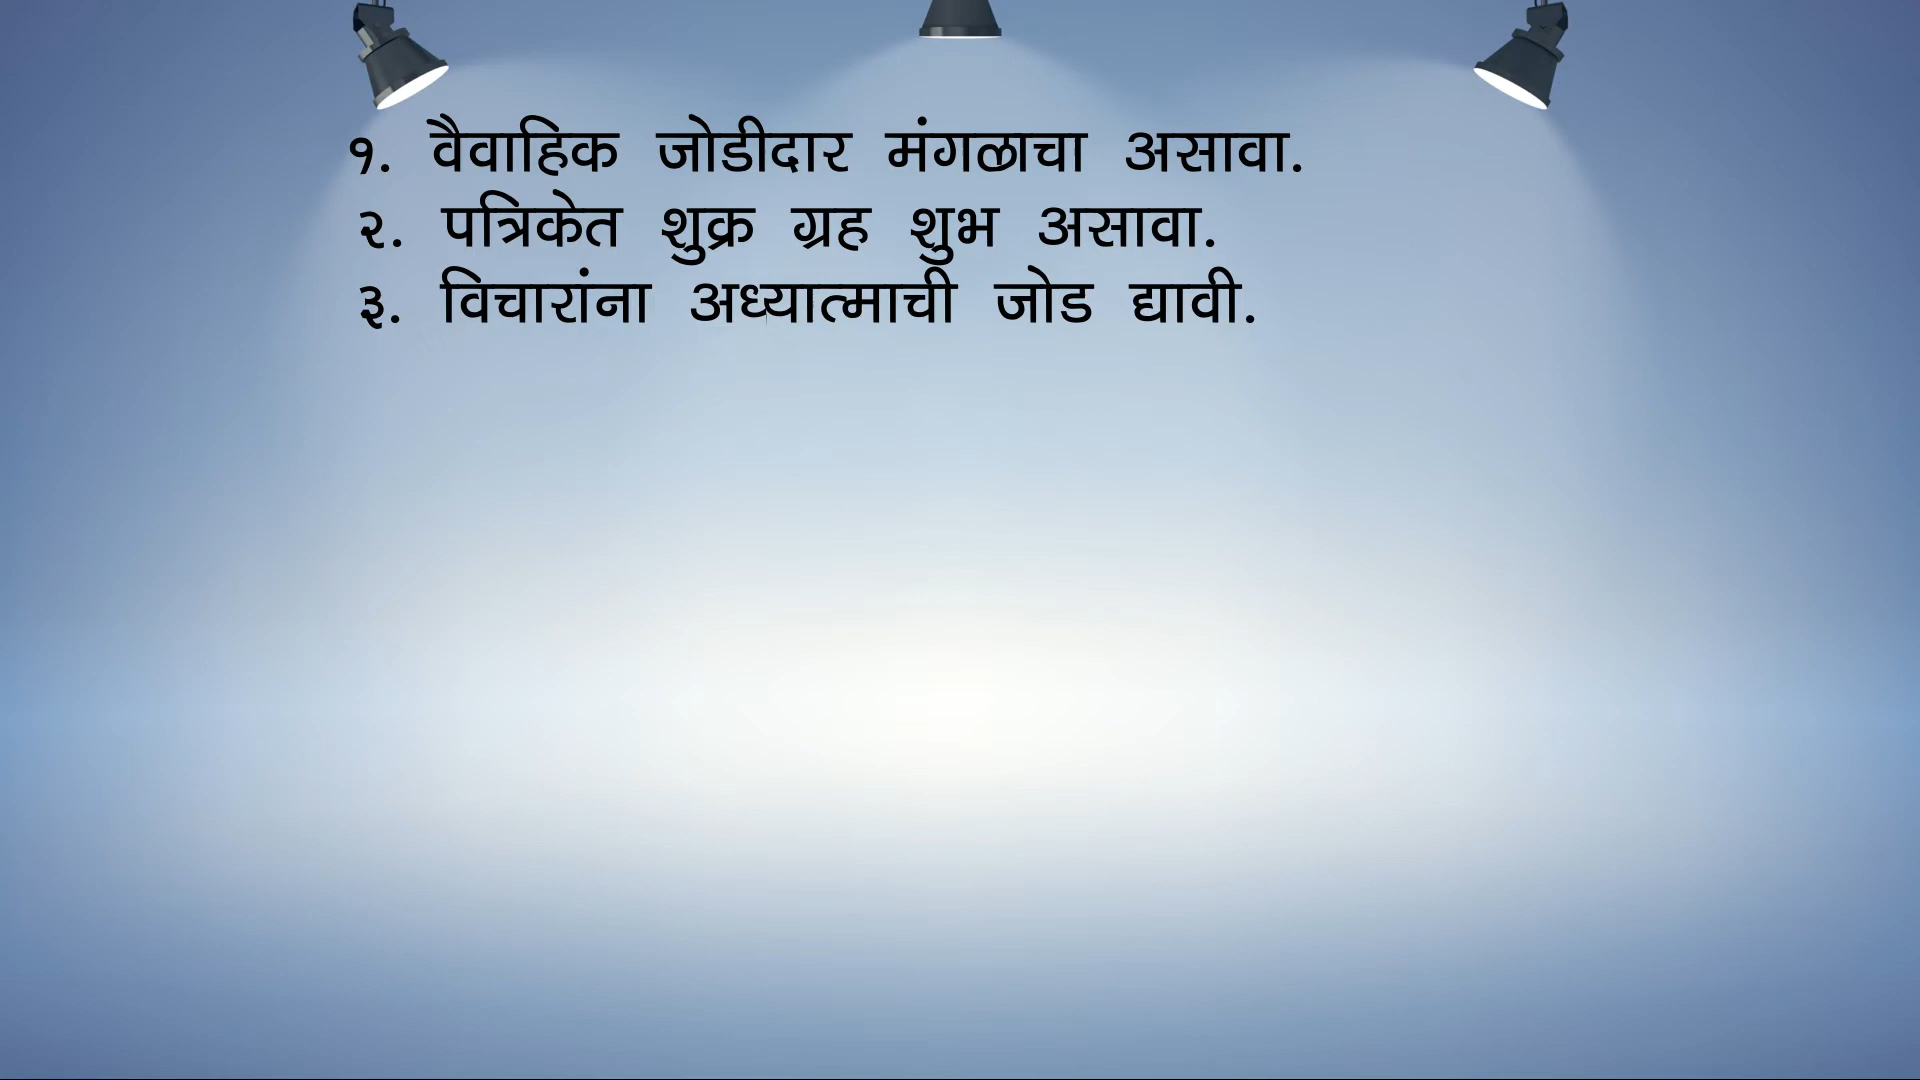 १. वैवाहिक जोडीदार मंगळाचा असावा.
२. पत्रिकेत शुक्र ग्रह शुभ असावा.
३. विचारांना अध्यात्माची जोड द्यावी.